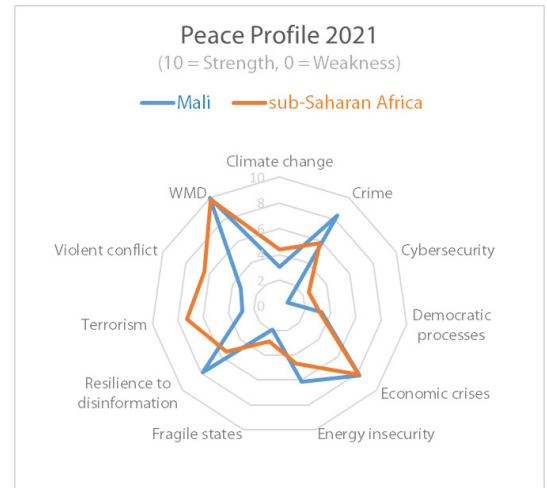 Peace Profile 2021
(10 = Strength, 0 = Weakness)
Mali
sub-Saharan Africa
Climate change
10
8
6
4
2
0
WMD
Crime
Violent conflict
Cybersecurity
Terrorism
Democratic
processes
Resilience to
disinformation
Economic crises
Fragile states
Energy insecurity